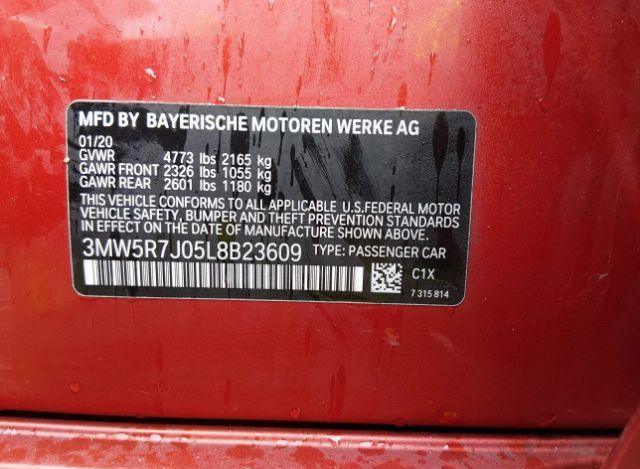 MFD BY BAYERISCHE MOTOREN WERKE AG
01/20
GVWR 4773 lbs 2165 kg
GAWR FRONT 2326 lbs 1055 kg
GAWR REAR 2601 lbs 1180 kg
THIS VEHICLE CONFORMS TO ALL APPLICABLE U.S.FEDERAL MOTOR
VEHICLE SAFETY, BUMPER AND THEFT PREVENTION STANDARDS
IN EFFECT ON THE DATE OF MANUFACTURE SHOWN ABOVE.
3MW5R7J05L8B23609 TYPE: PASSENGER CAR
C1X
7 315 814